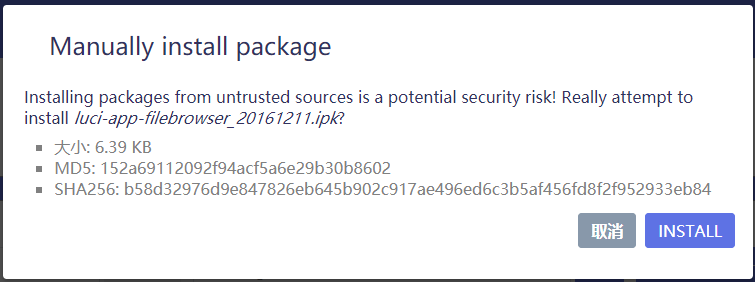 Manually install package
Installing packages from untrusted sources is a potential security risk! Really attempt to
install luci-app-filebrowser_20161211.ipk?
大小: 6.39 KB
MD5: 152a69112092f94acf5a6e29b30b8602
SHA256: b58d32976d9e847826eb645b902c917ae496ed6c3b5af456fd8f2f952933eb84
取消 INSTALL